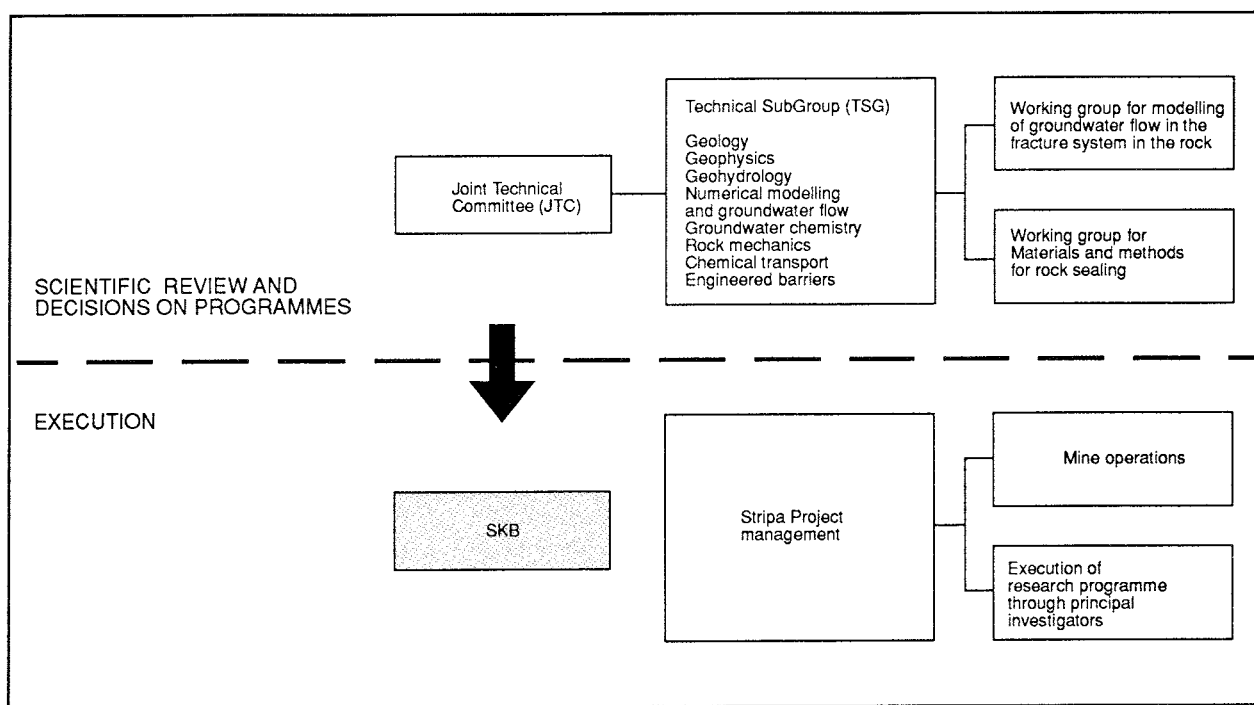 Joint Technical
Committee (JTC)
Technical SubGroup (TSG)
Geology
Geophysics
Geohydrology
Numerical modelling
and groundwater flow
Groundwater chemistry
Rock mechanics
Chemical transport
Engineered barriers
Working group for modelling
of groundwater flow in the
fracture system in the rock
Working group for
Materials and methods
for rock sealing
SCIENTIFIC REVIEW AND
DECISIONS ON PROGRAMMES
EXECUTION
SKB
Stripa Project
management
Mine operations
Execution of
research programme
through principal
investigators